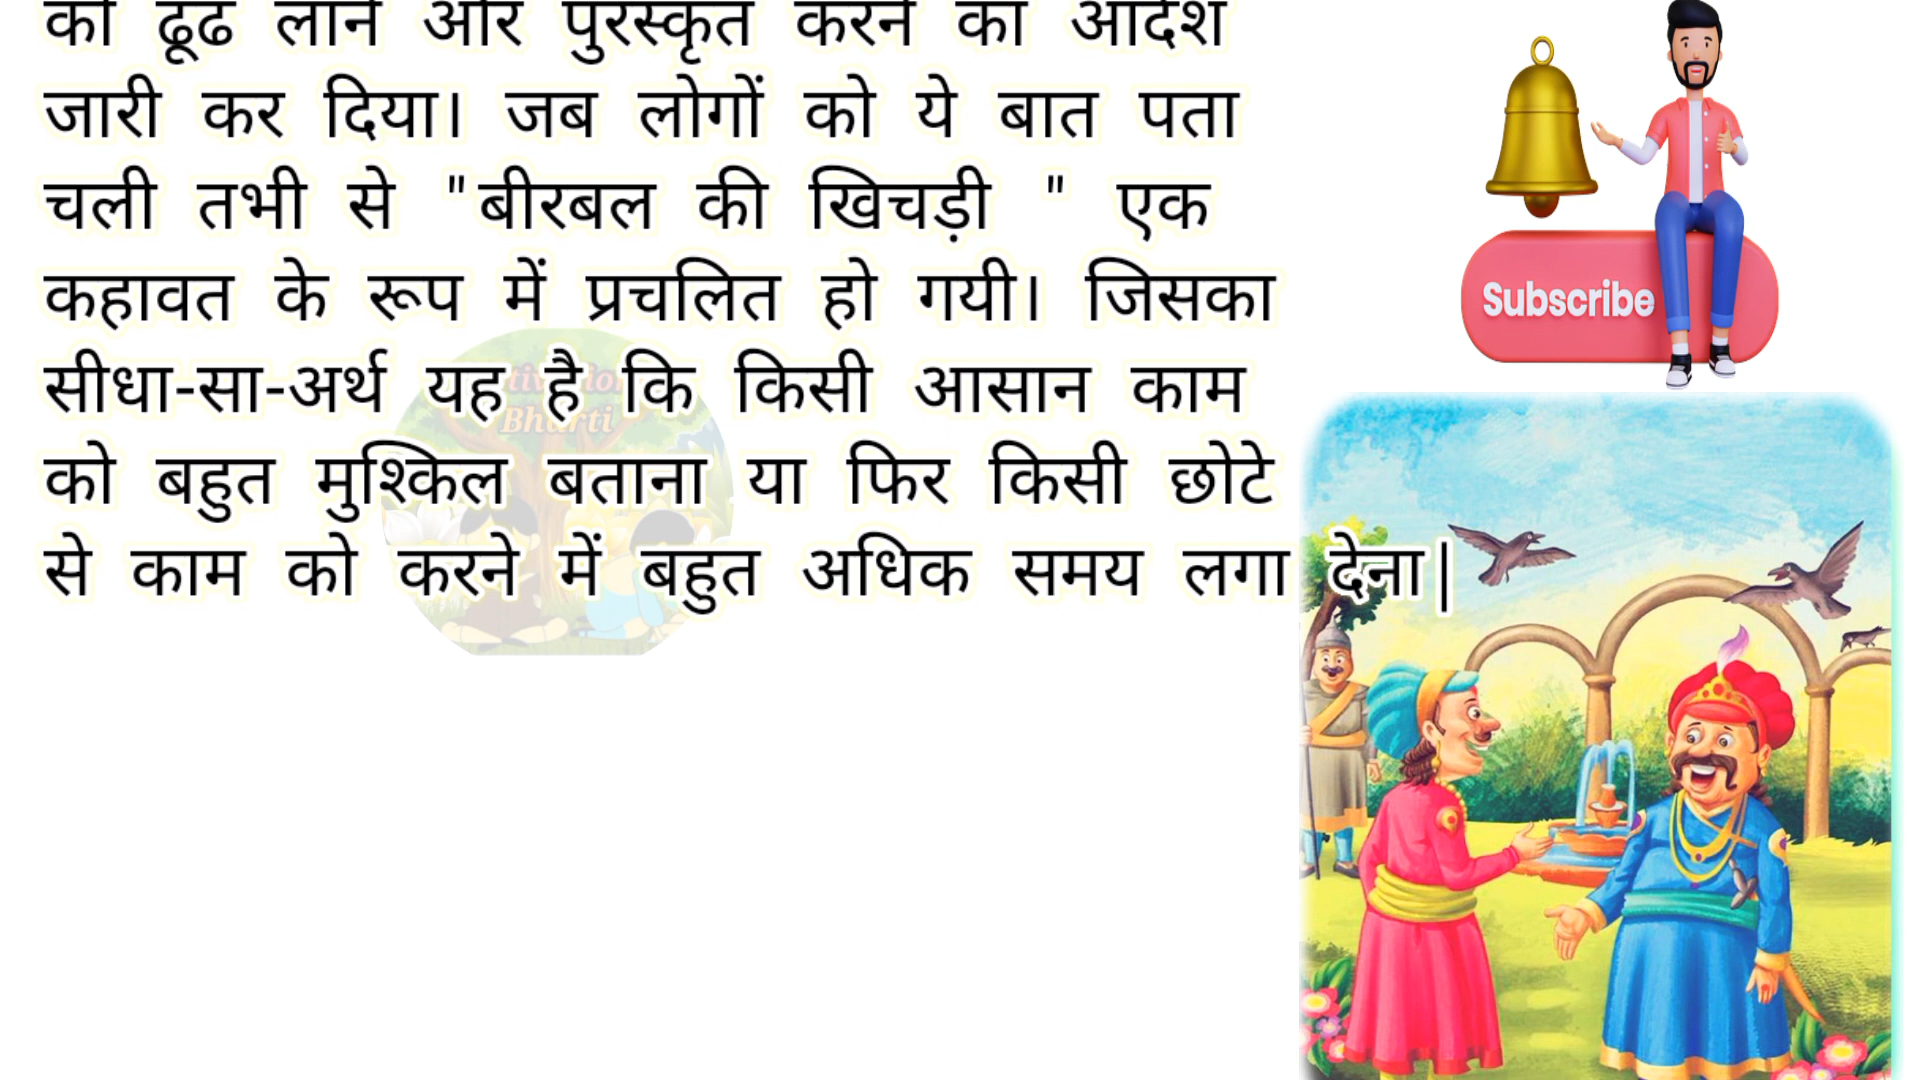 को ढूंढ लाने और पुरस्कृत करने का आदेश
जारी कर दिया। जब लोगों को ये बात पता
चली तभी से "बीरबल की खिचड़ी " एक
कहावत के रूप में प्रचलित हो गयी। जिसका
सीधा-सा-अर्थ यह है कि किसी आसान काम
को बहुत मुश्किल बताना या फिर किसी छोटे
से काम को करने में बहुत अधिक समय लगा देना|
Subscribe
Bharti